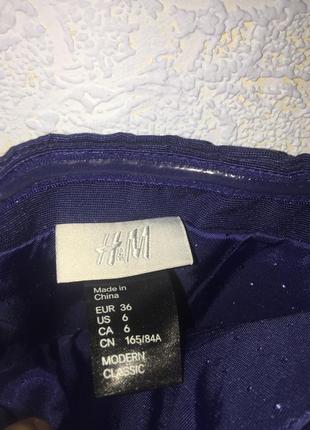 H&M
Made in
China
EUR 36
US 6
CA 6
CN 165/84A
MODERN
CLASSIC